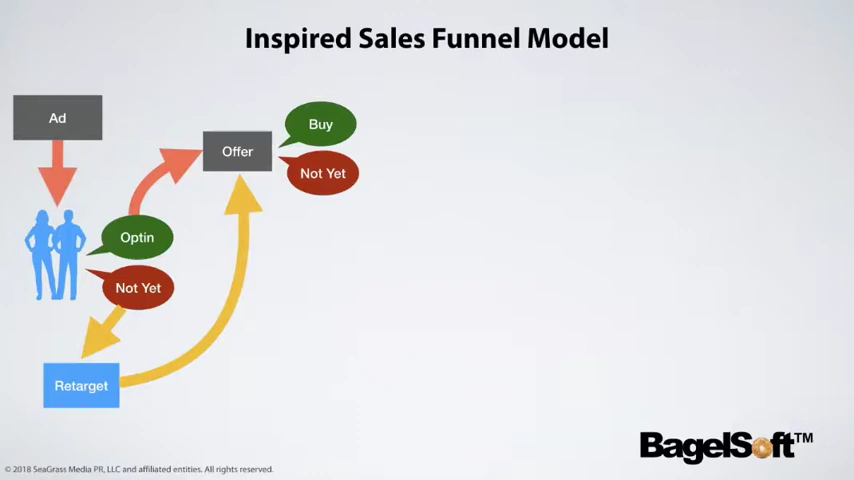 Inspired Sales Funnel Model
Ad
Offer
Buy
Not Yet
Optin
Not Yet
Retarget
BagelSoft™
© 2018 SeaGrass Media PR, LLC and affiliated entities. All rights reserved.